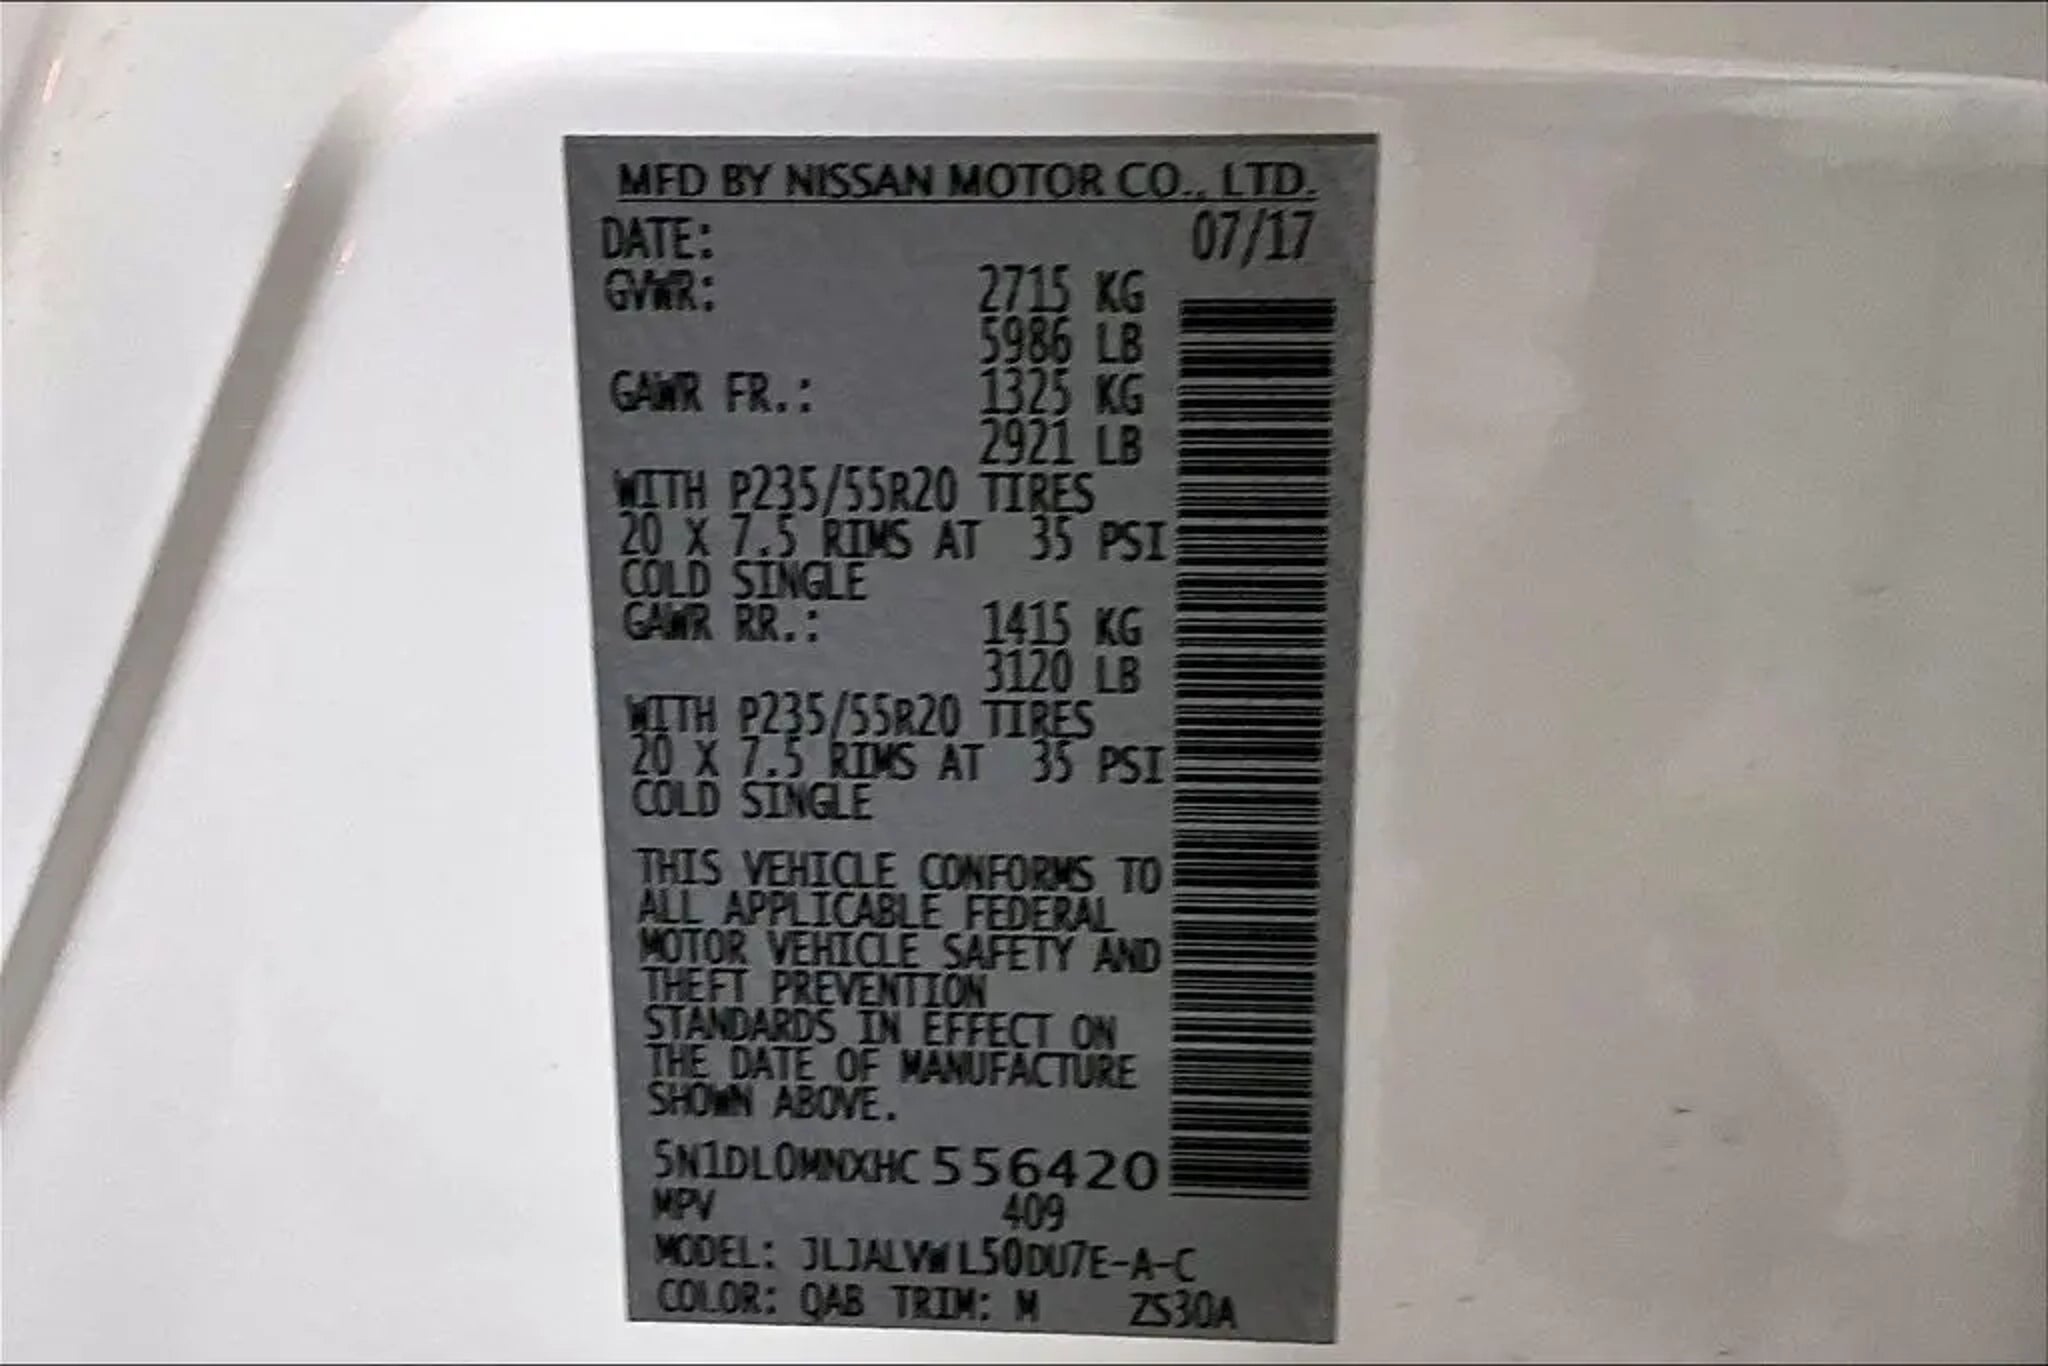 MFD BY NISSAN MOTOR CO., LTD.
DATE: 07/17
GVWR: 2715 KG
5986 LB
GAWR FR.: 1325 KG
2921 LB
WITH P235/55R20 TIRES
20 X 7.5 RIMS AT 35 PSI
COLD SINGLE
GAWR RR.: 1415 KG
3120 LB
WITH P235/55R20 TIRES
20 X 7.5 RIMS AT 35 PSI
COLD SINGLE
THIS VEHICLE CONFORMS TO
ALL APPLICABLE FEDERAL
MOTOR VEHICLE SAFETY AND
THEFT PREVENTION
STANDARDS IN EFFECT ON
THE DATE OF MANUFACTURE
SHOWN ABOVE.
5N1DL0MNXHC556420
MPV 409
MODEL: JLJALVWL50DU7E-A-C
COLOR: QAB TRIM: M ZS30A